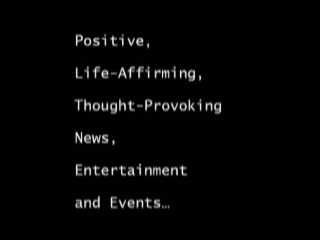 Positive,
Life-Affirming,
Thought-Provoking
News,
Entertainment
and Events…